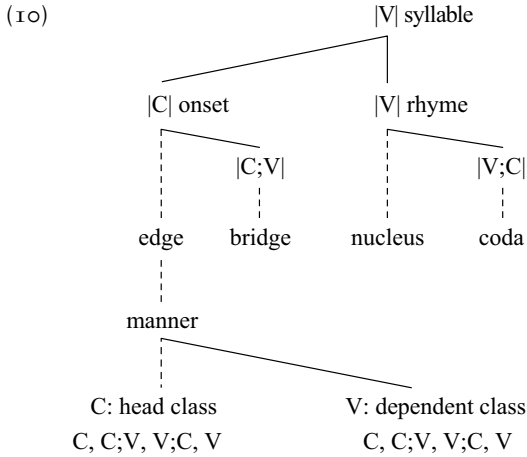 (10) |V| syllable
|C| onset |V| rhyme
|C;V| |V;C|
edge bridge nucleus coda
manner
C: head class V: dependent class
C, C;V, V;C, V C, C;V, V;C, V